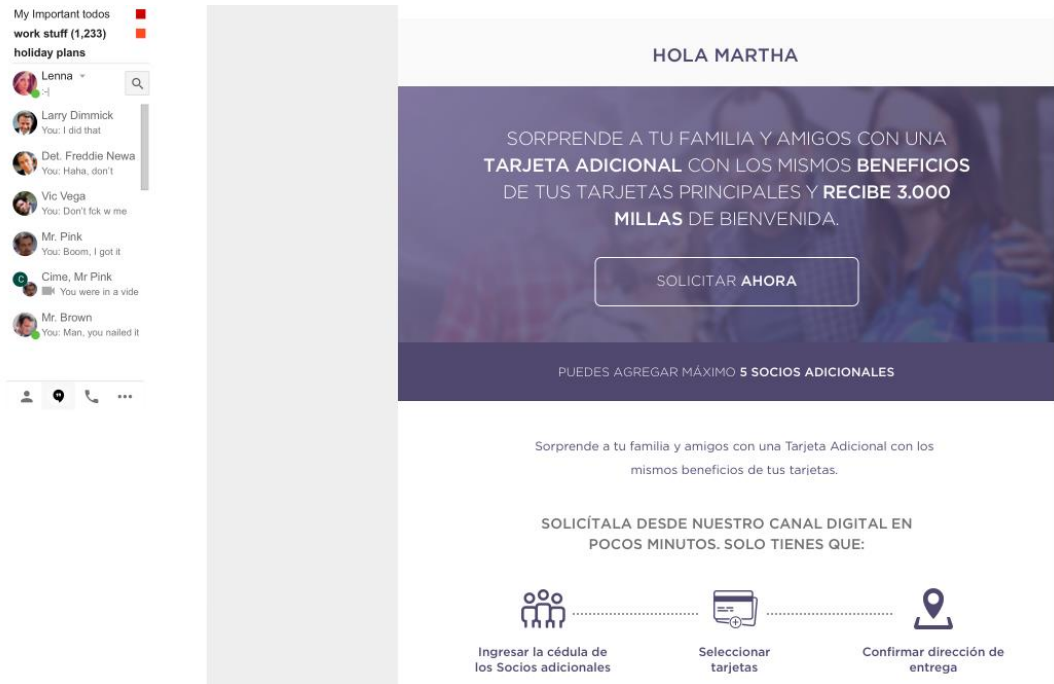 My Important todos
work stuff (1,233)
holiday plans
Lenna
:-|
Larry Dimmick
You: I did that
Det. Freddie Newa
You: Haha, don't
Vic Vega
You: Don't fck w me
Mr. Pink
You: Boom, I got it
C
Cime, Mr Pink
You were in a vide
Mr. Brown
You: Man, you nailed it
HOLA MARTHA
SORPRENDE A TU FAMILIA Y AMIGOS CON UNA
TARJETA ADICIONAL CON LOS MISMOS BENEFICIOS
DE TUS TARJETAS PRINCIPALES Y RECIBE 3.000
MILLAS DE BIENVENIDA.
SOLICITAR AHORA
PUEDES AGREGAR MÁXIMO 5 SOCIOS ADICIONALES
Sorprende a tu familia y amigos con una Tarjeta Adicional con los
mismos beneficios de tus tarjetas.
SOLICÍTALA DESDE NUESTRO CANAL DIGITAL EN
POCOS MINUTOS. SOLO TIENES QUE:
Ingresar la cédula de
los Socios adicionales
Seleccionar
tarjetas
Confirmar dirección de
entrega